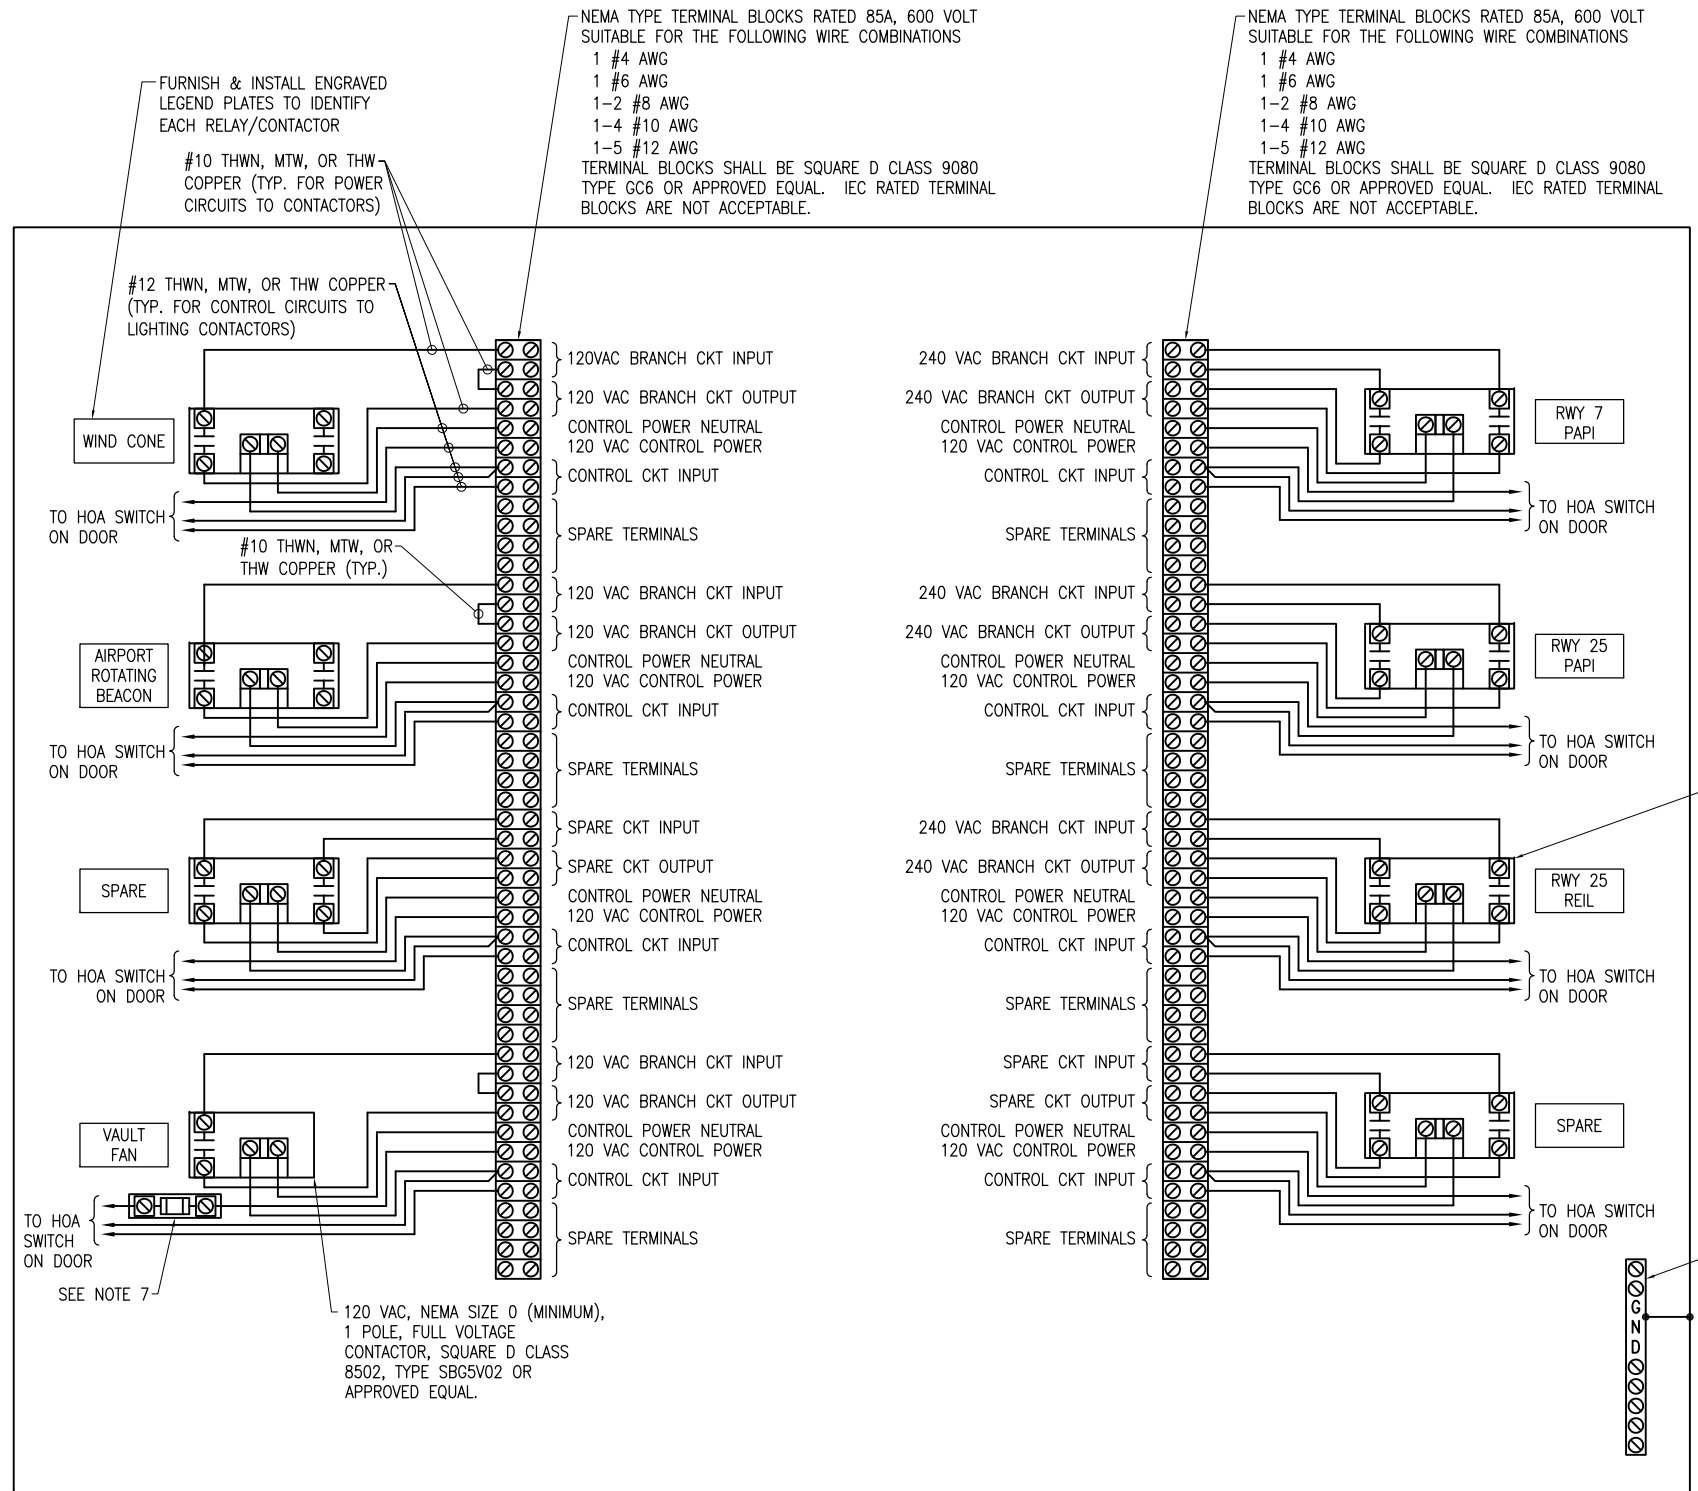 NEMA TYPE TERMINAL BLOCKS RATED 85A, 600 VOLT
SUITABLE FOR THE FOLLOWING WIRE COMBINATIONS
1 #4 AWG
1 #6 AWG
1-2 #8 AWG
1-4 #10 AWG
1-5 #12 AWG
TERMINAL BLOCKS SHALL BE SQUARE D CLASS 9080
TYPE GC6 OR APPROVED EQUAL. IEC RATED TERMINAL
BLOCKS ARE NOT ACCEPTABLE.
NEMA TYPE TERMINAL BLOCKS RATED 85A, 600 VOLT
SUITABLE FOR THE FOLLOWING WIRE COMBINATIONS
1 #4 AWG
1 #6 AWG
1-2 #8 AWG
1-4 #10 AWG
1-5 #12 AWG
TERMINAL BLOCKS SHALL BE SQUARE D CLASS 9080
TYPE GC6 OR APPROVED EQUAL. IEC RATED TERMINAL
BLOCKS ARE NOT ACCEPTABLE.
FURNISH & INSTALL ENGRAVED
LEGEND PLATES TO IDENTIFY
EACH RELAY/CONTACTOR
#10 THWN, MTW, OR THW
COPPER (TYP. FOR POWER
CIRCUITS TO CONTACTORS)
#12 THWN, MTW, OR THW COPPER
(TYP. FOR CONTROL CIRCUITS TO
LIGHTING CONTACTORS)
WIND CONE
TO HOA SWITCH
ON DOOR
120VAC BRANCH CKT INPUT
120 VAC BRANCH CKT OUTPUT
CONTROL POWER NEUTRAL
120 VAC CONTROL POWER
CONTROL CKT INPUT
SPARE TERMINALS
#10 THWN, MTW, OR
THW COPPER (TYP.)
AIRPORT
ROTATING
BEACON
TO HOA SWITCH
ON DOOR
120 VAC BRANCH CKT INPUT
120 VAC BRANCH CKT OUTPUT
CONTROL POWER NEUTRAL
120 VAC CONTROL POWER
CONTROL CKT INPUT
SPARE TERMINALS
SPARE
TO HOA SWITCH
ON DOOR
SPARE CKT INPUT
SPARE CKT OUTPUT
CONTROL POWER NEUTRAL
120 VAC CONTROL POWER
CONTROL CKT INPUT
SPARE TERMINALS
VAULT
FAN
TO HOA
SWITCH
ON DOOR
SEE NOTE 7
120 VAC BRANCH CKT INPUT
120 VAC BRANCH CKT OUTPUT
CONTROL POWER NEUTRAL
120 VAC CONTROL POWER
CONTROL CKT INPUT
SPARE TERMINALS
120 VAC, NEMA SIZE 0 (MINIMUM),
1 POLE, FULL VOLTAGE
CONTACTOR, SQUARE D CLASS
8502, TYPE SBG5V02 OR
APPROVED EQUAL.
240 VAC BRANCH CKT INPUT
240 VAC BRANCH CKT OUTPUT
CONTROL POWER NEUTRAL
120 VAC CONTROL POWER
CONTROL CKT INPUT
SPARE TERMINALS
RWY 7
PAPI
TO HOA SWITCH
ON DOOR
240 VAC BRANCH CKT INPUT
240 VAC BRANCH CKT OUTPUT
CONTROL POWER NEUTRAL
120 VAC CONTROL POWER
CONTROL CKT INPUT
SPARE TERMINALS
RWY 25
PAPI
TO HOA SWITCH
ON DOOR
240 VAC BRANCH CKT INPUT
240 VAC BRANCH CKT OUTPUT
CONTROL POWER NEUTRAL
120 VAC CONTROL POWER
CONTROL CKT INPUT
SPARE TERMINALS
RWY 25
REIL
TO HOA SWITCH
ON DOOR
SPARE CKT INPUT
SPARE CKT OUTPUT
CONTROL POWER NEUTRAL
120 VAC CONTROL POWER
CONTROL CKT INPUT
SPARE TERMINALS
SPARE
TO HOA SWITCH
ON DOOR
GND